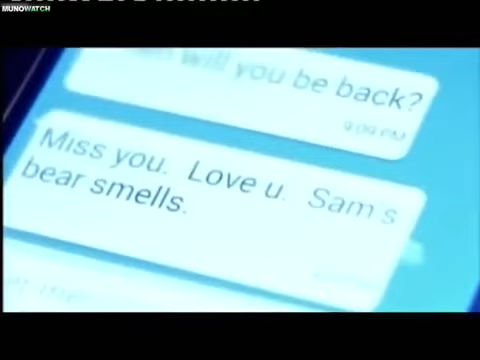 MUNOWATCH
will you be back?
9:09 PM
Miss you. Love u. Sam s
bear smells.